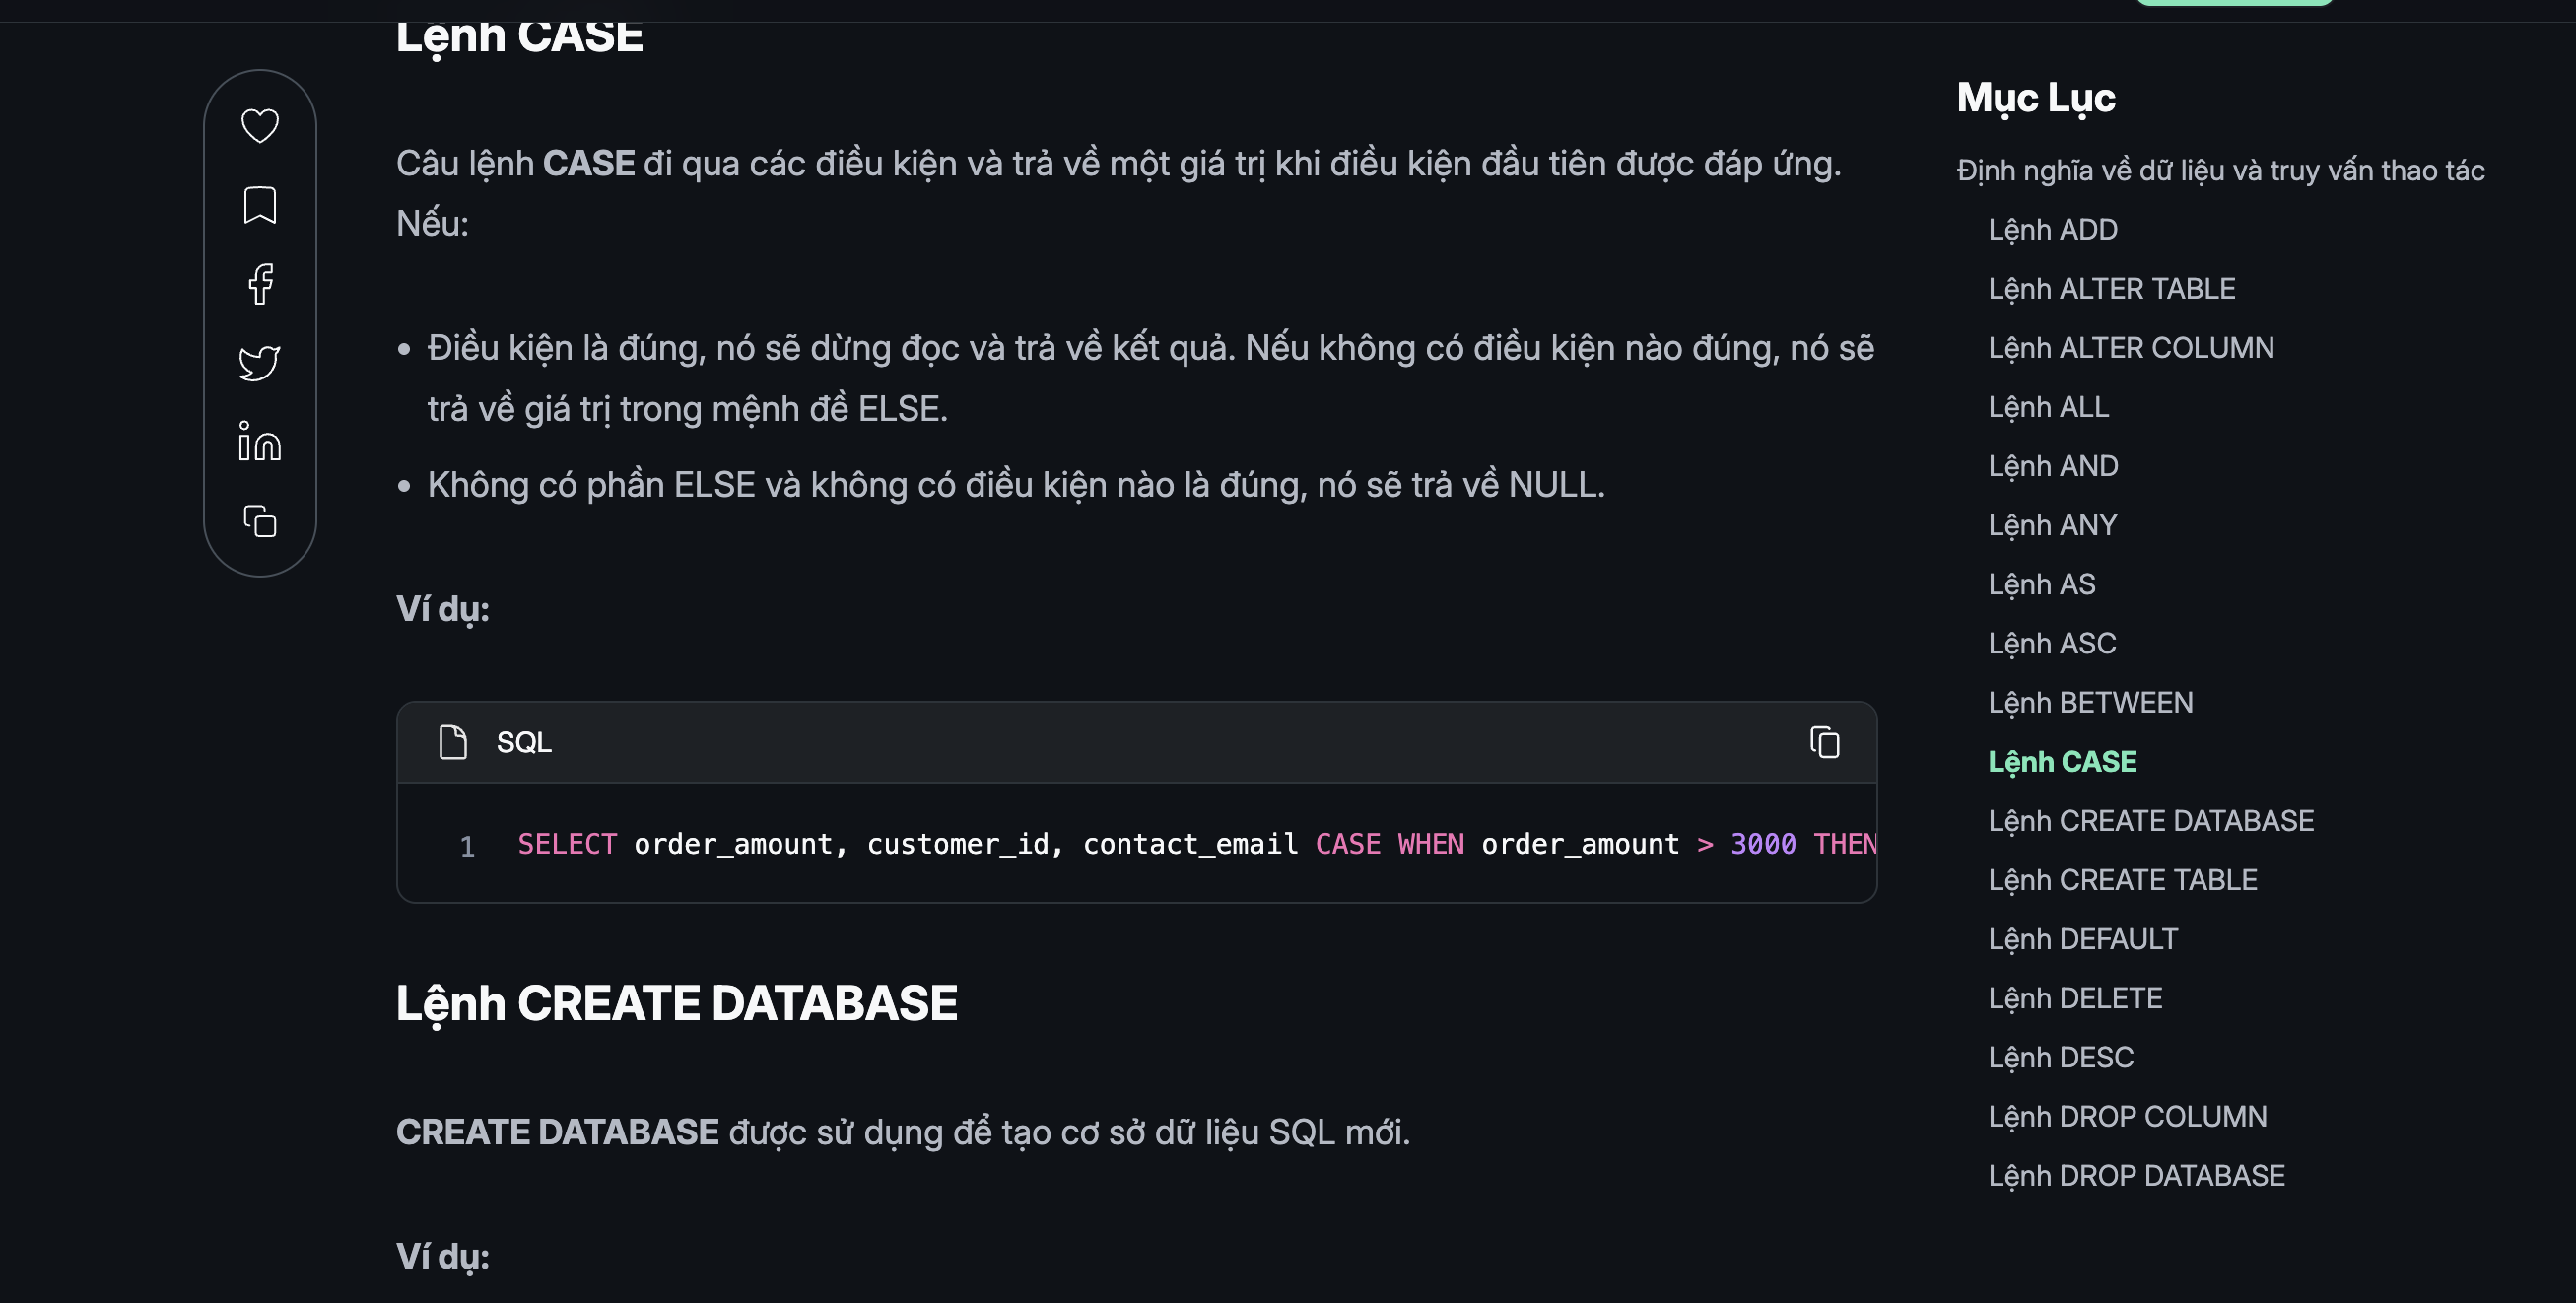 Lệnh CASE
Câu lệnh CASE đi qua các điều kiện và trả về một giá trị khi điều kiện đầu tiên được đáp ứng.
Nếu:
• Điều kiện là đúng, nó sẽ dừng đọc và trả về kết quả. Nếu không có điều kiện nào đúng, nó sẽ
trả về giá trị trong mệnh đề ELSE.
• Không có phần ELSE và không có điều kiện nào là đúng, nó sẽ trả về NULL.
Ví dụ:
SQL
1 SELECT order_amount, customer_id, contact_email CASE WHEN order_amount > 3000 THEN
Lệnh CREATE DATABASE
CREATE DATABASE được sử dụng để tạo cơ sở dữ liệu SQL mới.
Ví dụ:
Mục Lục
Định nghĩa về dữ liệu và truy vấn thao tác
Lệnh ADD
Lệnh ALTER TABLE
Lệnh ALTER COLUMN
Lệnh ALL
Lệnh AND
Lệnh ANY
Lệnh AS
Lệnh ASC
Lệnh BETWEEN
Lệnh CASE
Lệnh CREATE DATABASE
Lệnh CREATE TABLE
Lệnh DEFAULT
Lệnh DELETE
Lệnh DESC
Lệnh DROP COLUMN
Lệnh DROP DATABASE